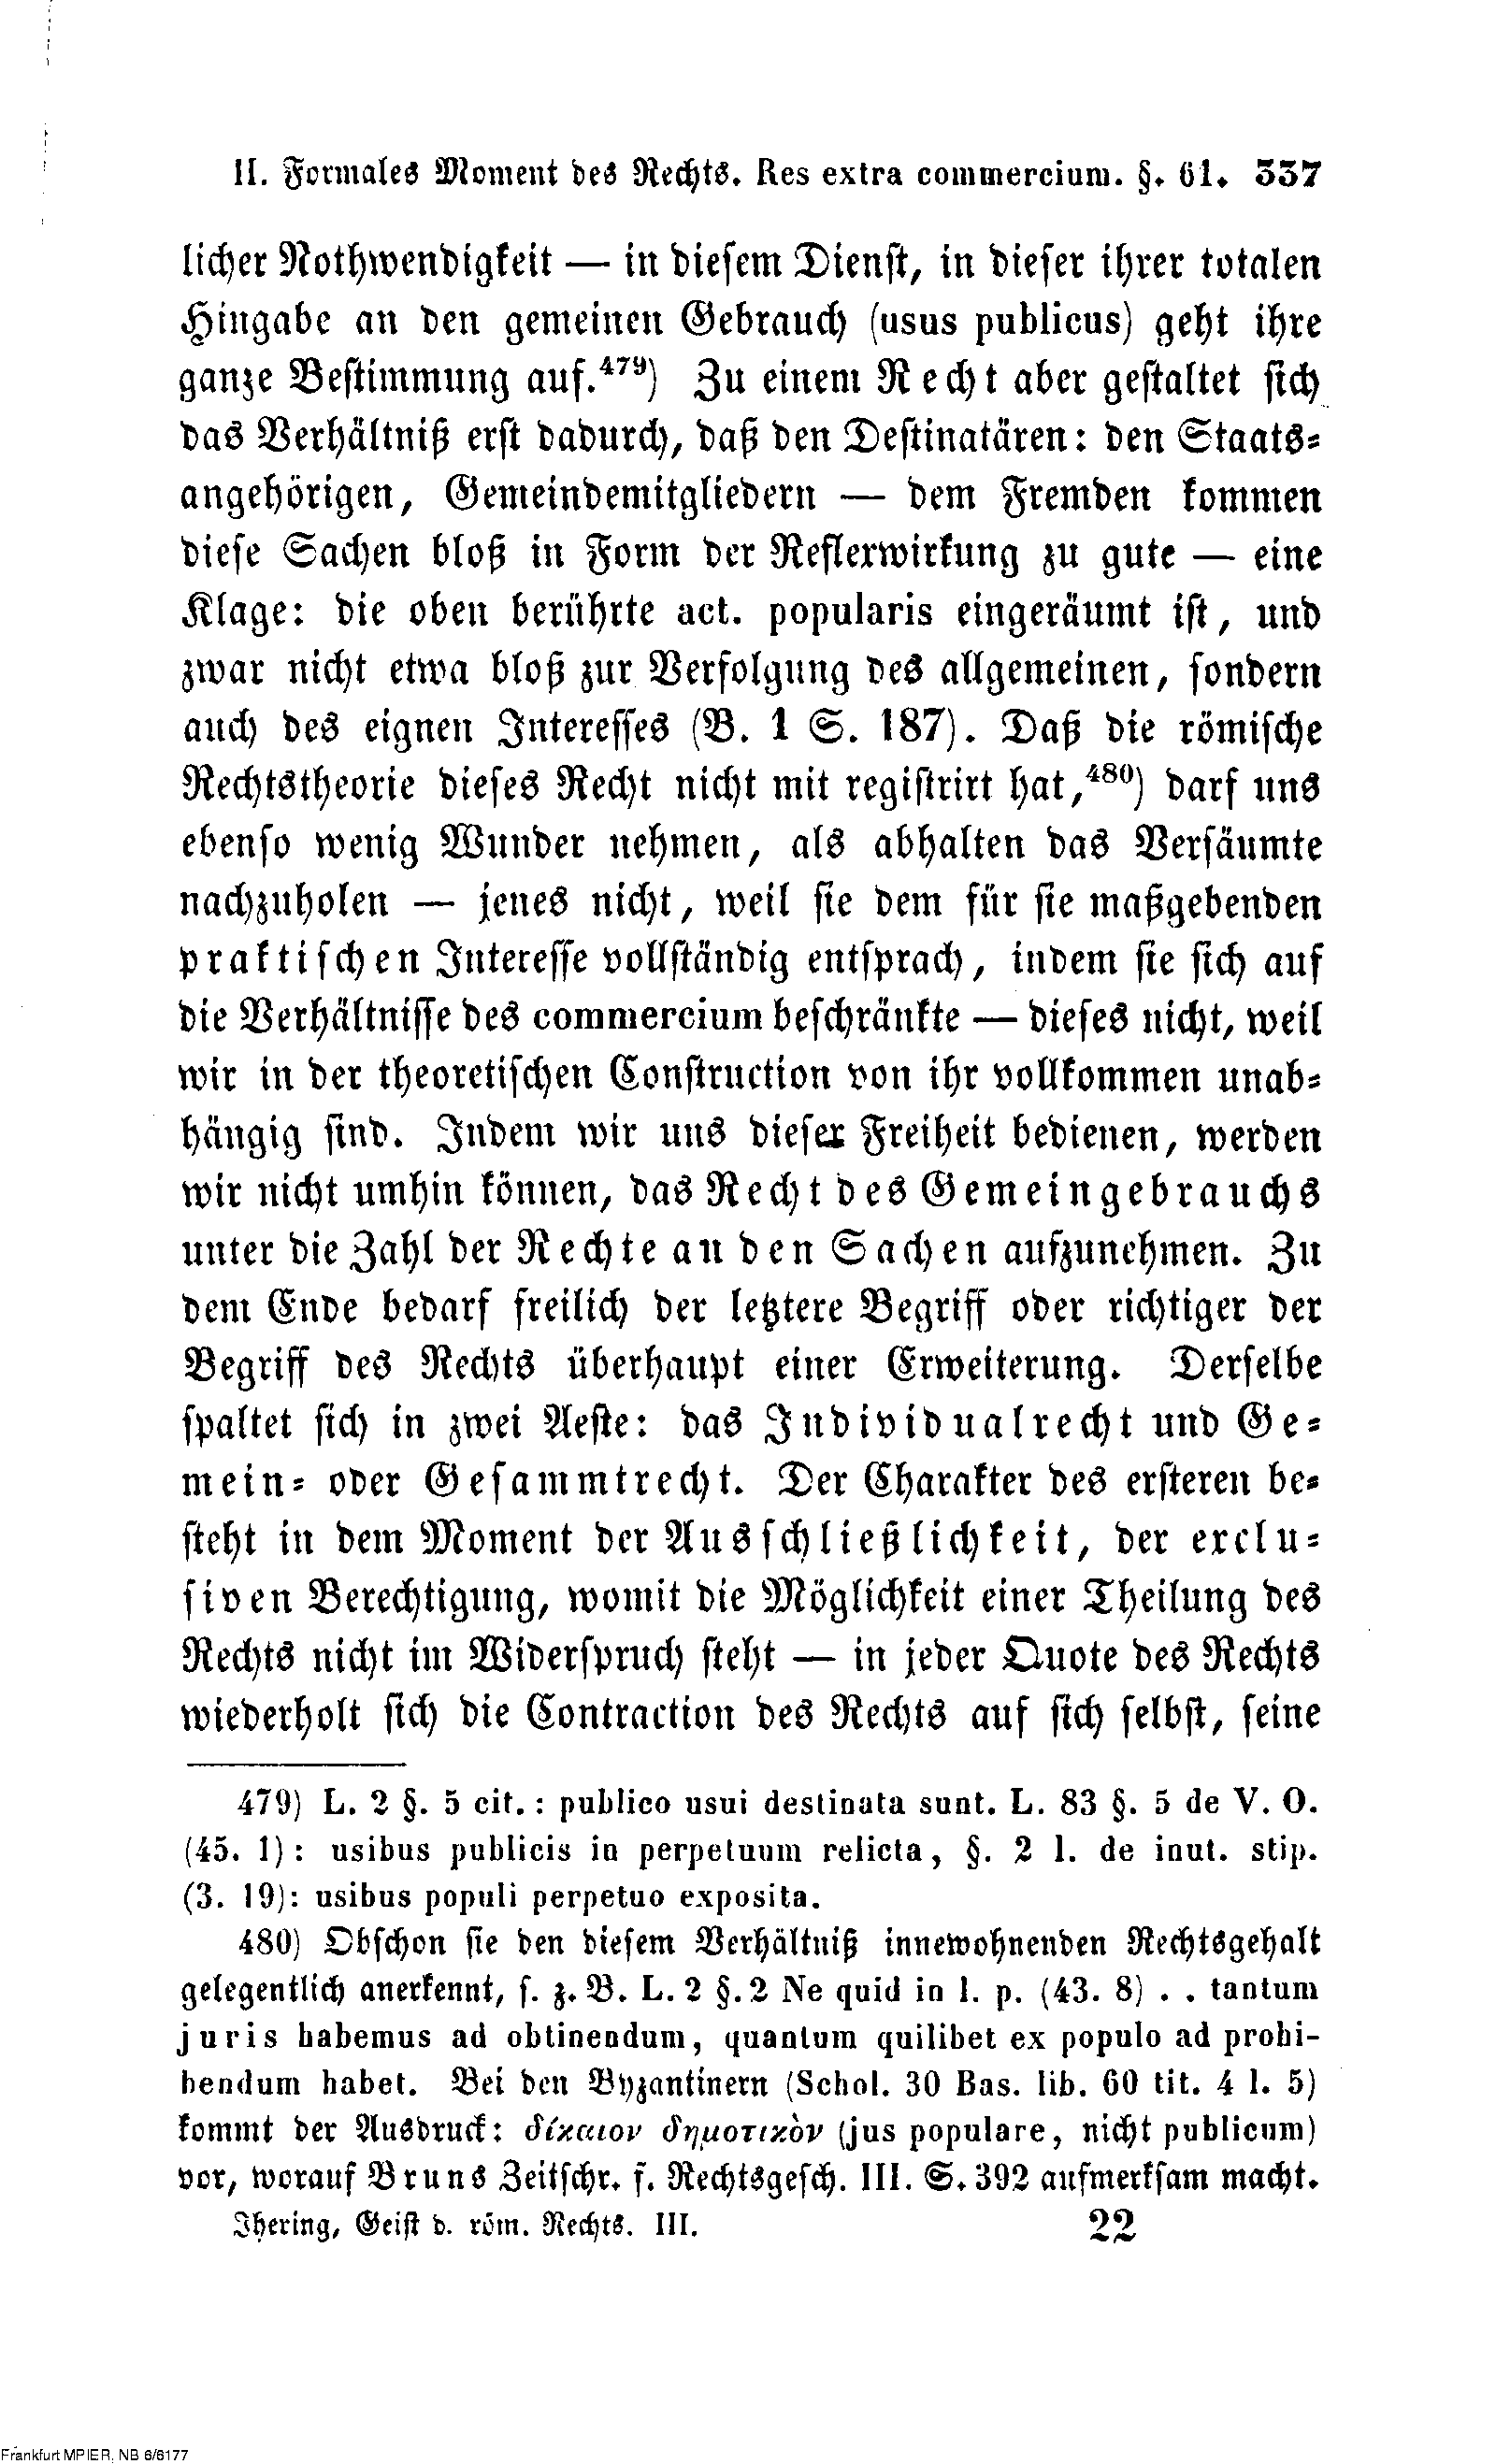 II. Formales Moment des Rechts. Res extra commercium. §. 61. 337
licher Nothwendigkeit — in diesem Dienst, in dieser ihrer totalen
Hingabe an den gemeinen Gebrauch (usus publicus) geht ihre
ganze Bestimmung auf.⁴⁷⁹) Zu einem Recht aber gestaltet sich
das Verhältniß erst dadurch, daß den Destinatären: den Staats-
angehörigen, Gemeindemitgliedern — dem Fremden kommen
diese Sachen bloß in Form der Reflexwirkung zu gute — eine
Klage: die oben berührte act. popularis eingeräumt ist, und
zwar nicht etwa bloß zur Verfolgung des allgemeinen, sondern
auch des eignen Interesses (B. 1 S. 187). Daß die römische
Rechtstheorie dieses Recht nicht mit registrirt hat,⁴⁸⁰) darf uns
ebenso wenig Wunder nehmen, als abhalten das Versäumte
nachzuholen — jenes nicht, weil sie dem für sie maßgebenden
praktischen Interesse vollständig entsprach, indem sie sich auf
die Verhältnisse des commercium beschränkte — dieses nicht, weil
wir in der theoretischen Construction von ihr vollkommen unab-
hängig sind. Indem wir uns dieser Freiheit bedienen, werden
wir nicht umhin können, das Recht des Gemeingebrauchs
unter die Zahl der Rechte an den Sachen aufzunehmen. Zu
dem Ende bedarf freilich der letztere Begriff oder richtiger der
Begriff des Rechts überhaupt einer Erweiterung. Derselbe
spaltet sich in zwei Aeste: das Individualrecht und Ge-
mein- oder Gesammtrecht. Der Charakter des ersteren be-
steht in dem Moment der Ausschließlichkeit, der exclu-
siven Berechtigung, womit die Möglichkeit einer Theilung des
Rechts nicht im Widerspruch steht — in jeder Quote des Rechts
wiederholt sich die Contraction des Rechts auf sich selbst, seine
479) L. 2 §. 5 cit.: publico usui destinata sunt. L. 83 §. 5 de V. O.
(45. 1): usibus publicis in perpetuum relicta, §. 2 I. de inut. stip.
(3. 19): usibus populi perpetuo exposita.
480) Obschon sie den diesem Verhältniß innewohnenden Rechtsgehalt
gelegentlich anerkennt, s. z. B. L. 2 §. 2 Ne quid in l. p. (43. 8) . . tantum
juris habemus ad obtinendum, quantum quilibet ex populo ad prohi-
bendum habet. Bei den Byzantinern (Schol. 30 Bas. lib. 60 tit. 4 l. 5)
kommt der Ausdruck: δίκαιον δημοτικὸν (jus populare, nicht publicum)
vor, worauf Bruns Zeitschr. f. Rechtsgesch. III. S. 392 aufmerksam macht.
Ihering, Geist d. röm. Rechts. III. 22
Frankfurt MPIER, NB 6/6177